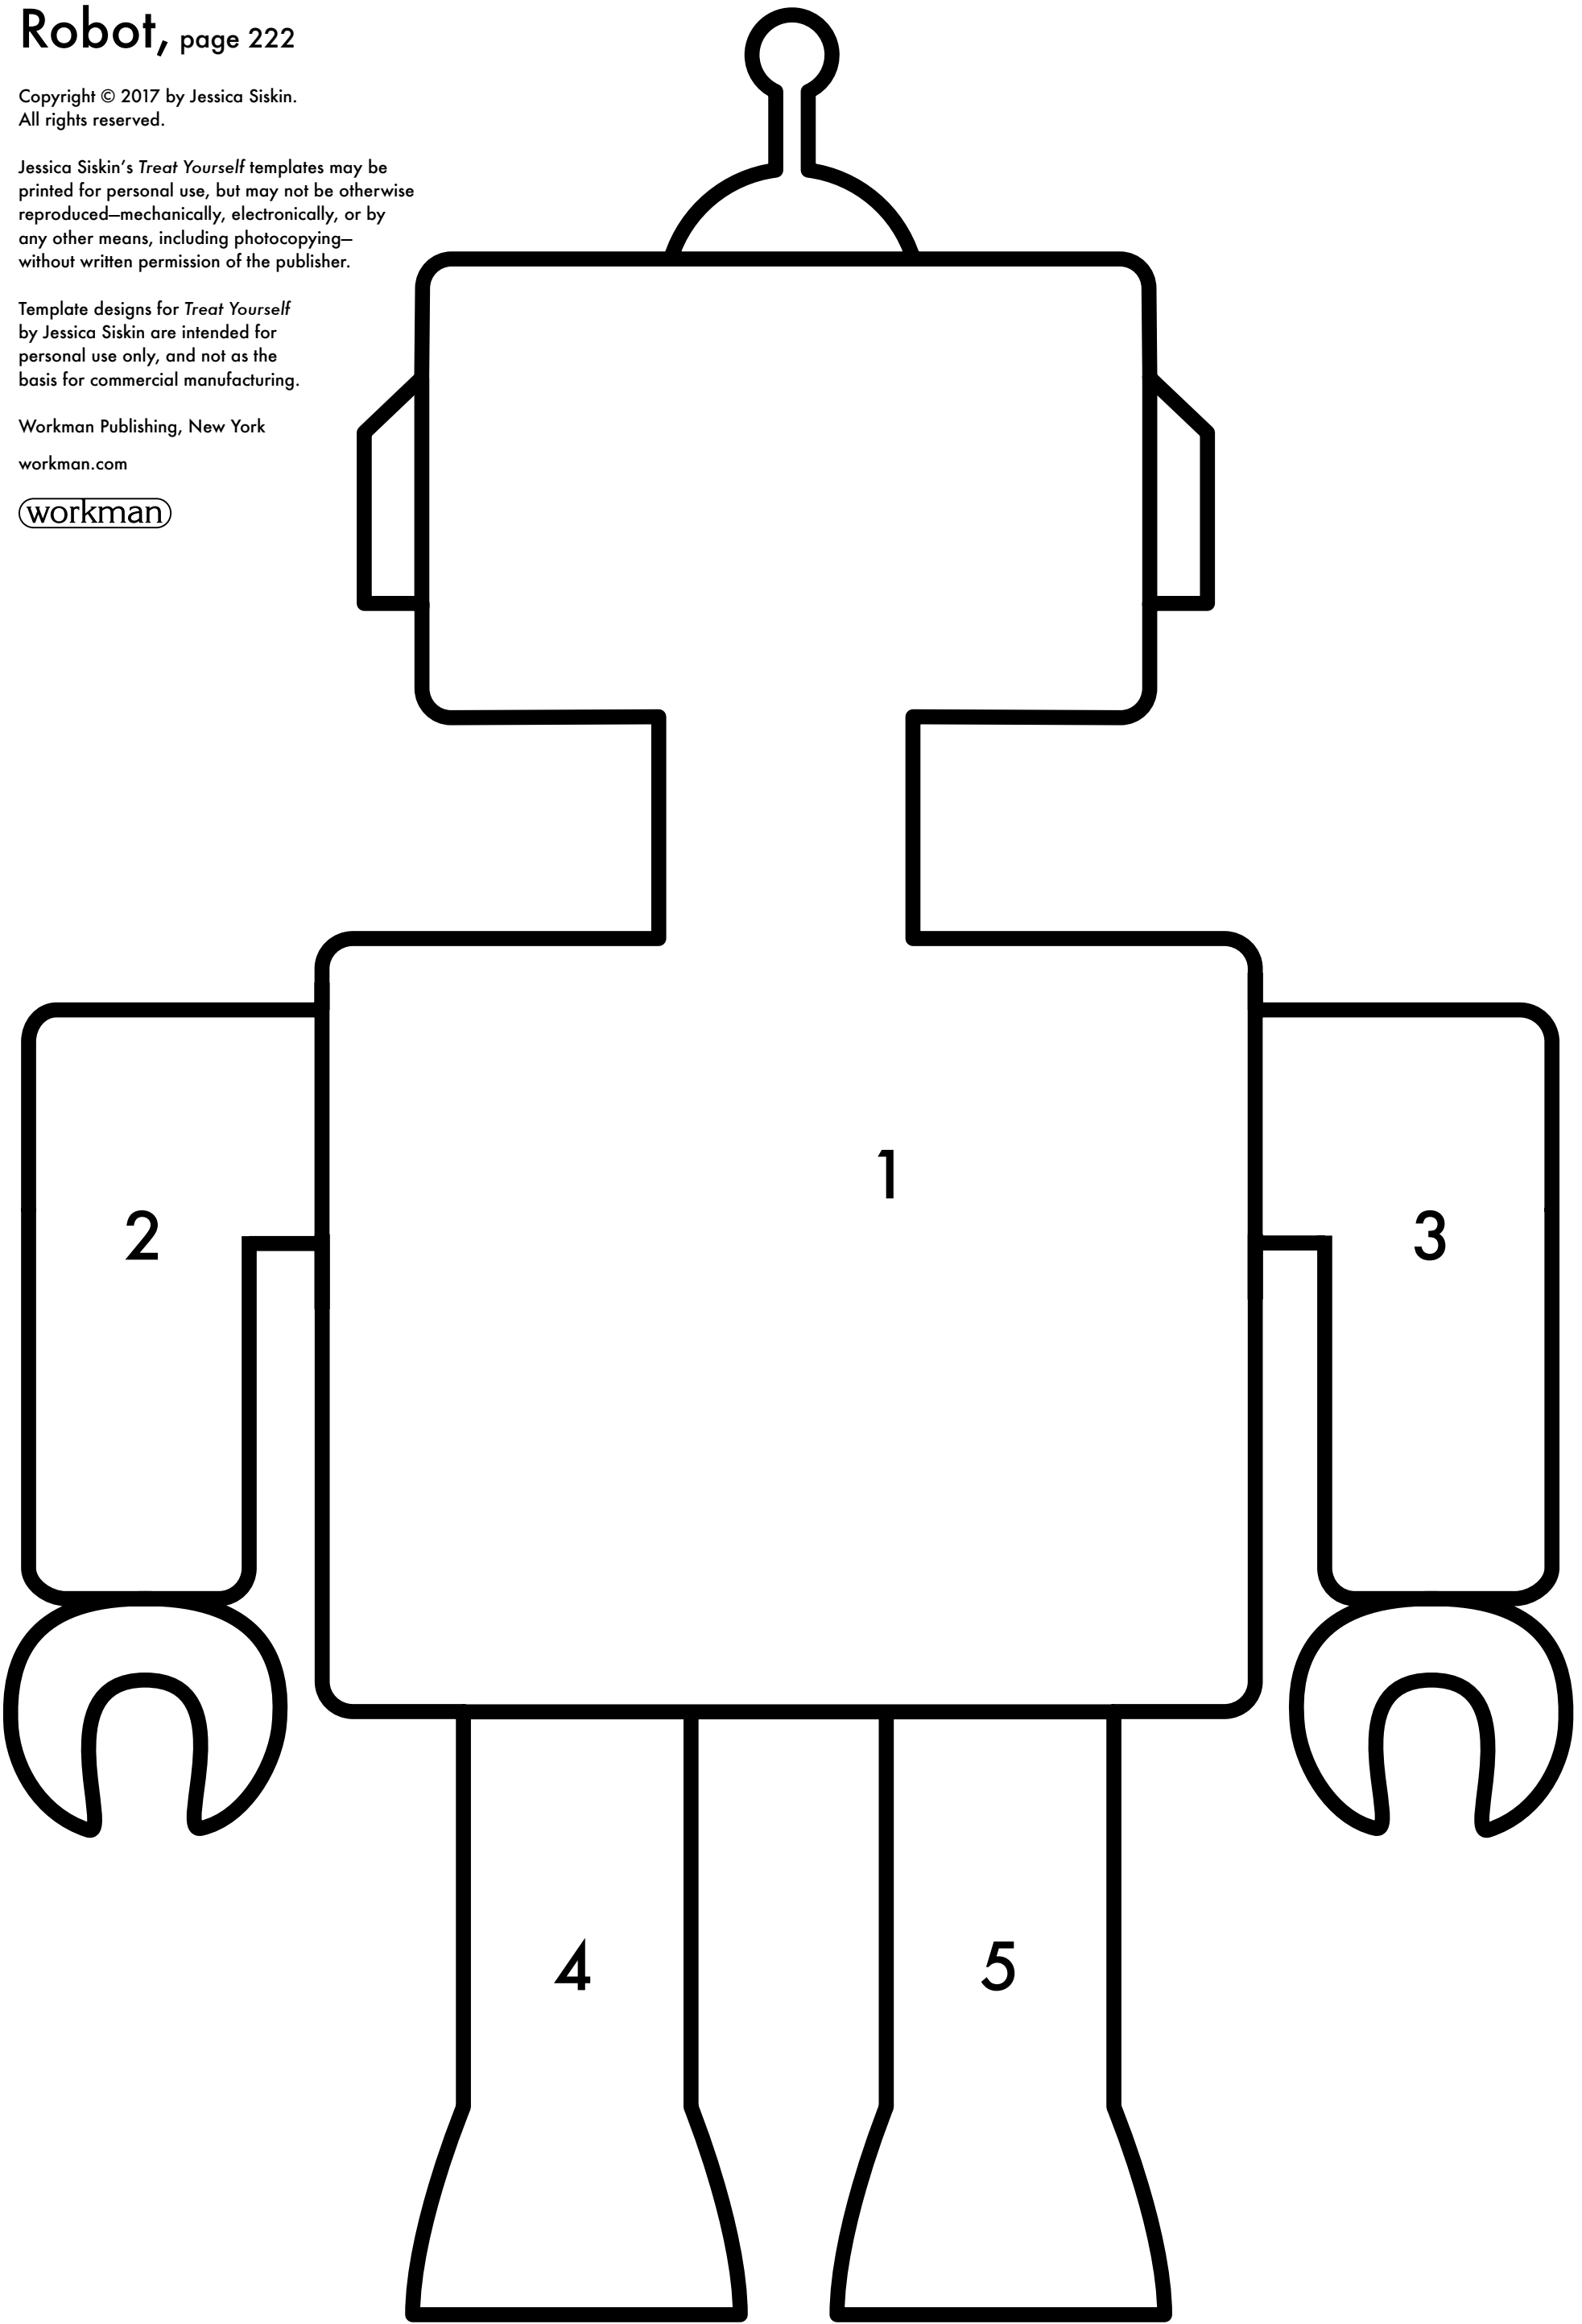 Robot, page 222
Copyright © 2017 by Jessica Siskin.
All rights reserved.
Jessica Siskin’s Treat Yourself templates may be
printed for personal use, but may not be otherwise
reproduced—mechanically, electronically, or by
any other means, including photocopying—
without written permission of the publisher.
Template designs for Treat Yourself
by Jessica Siskin are intended for
personal use only, and not as the
basis for commercial manufacturing.
Workman Publishing, New York
workman.com
workman
1
2
3
4
5